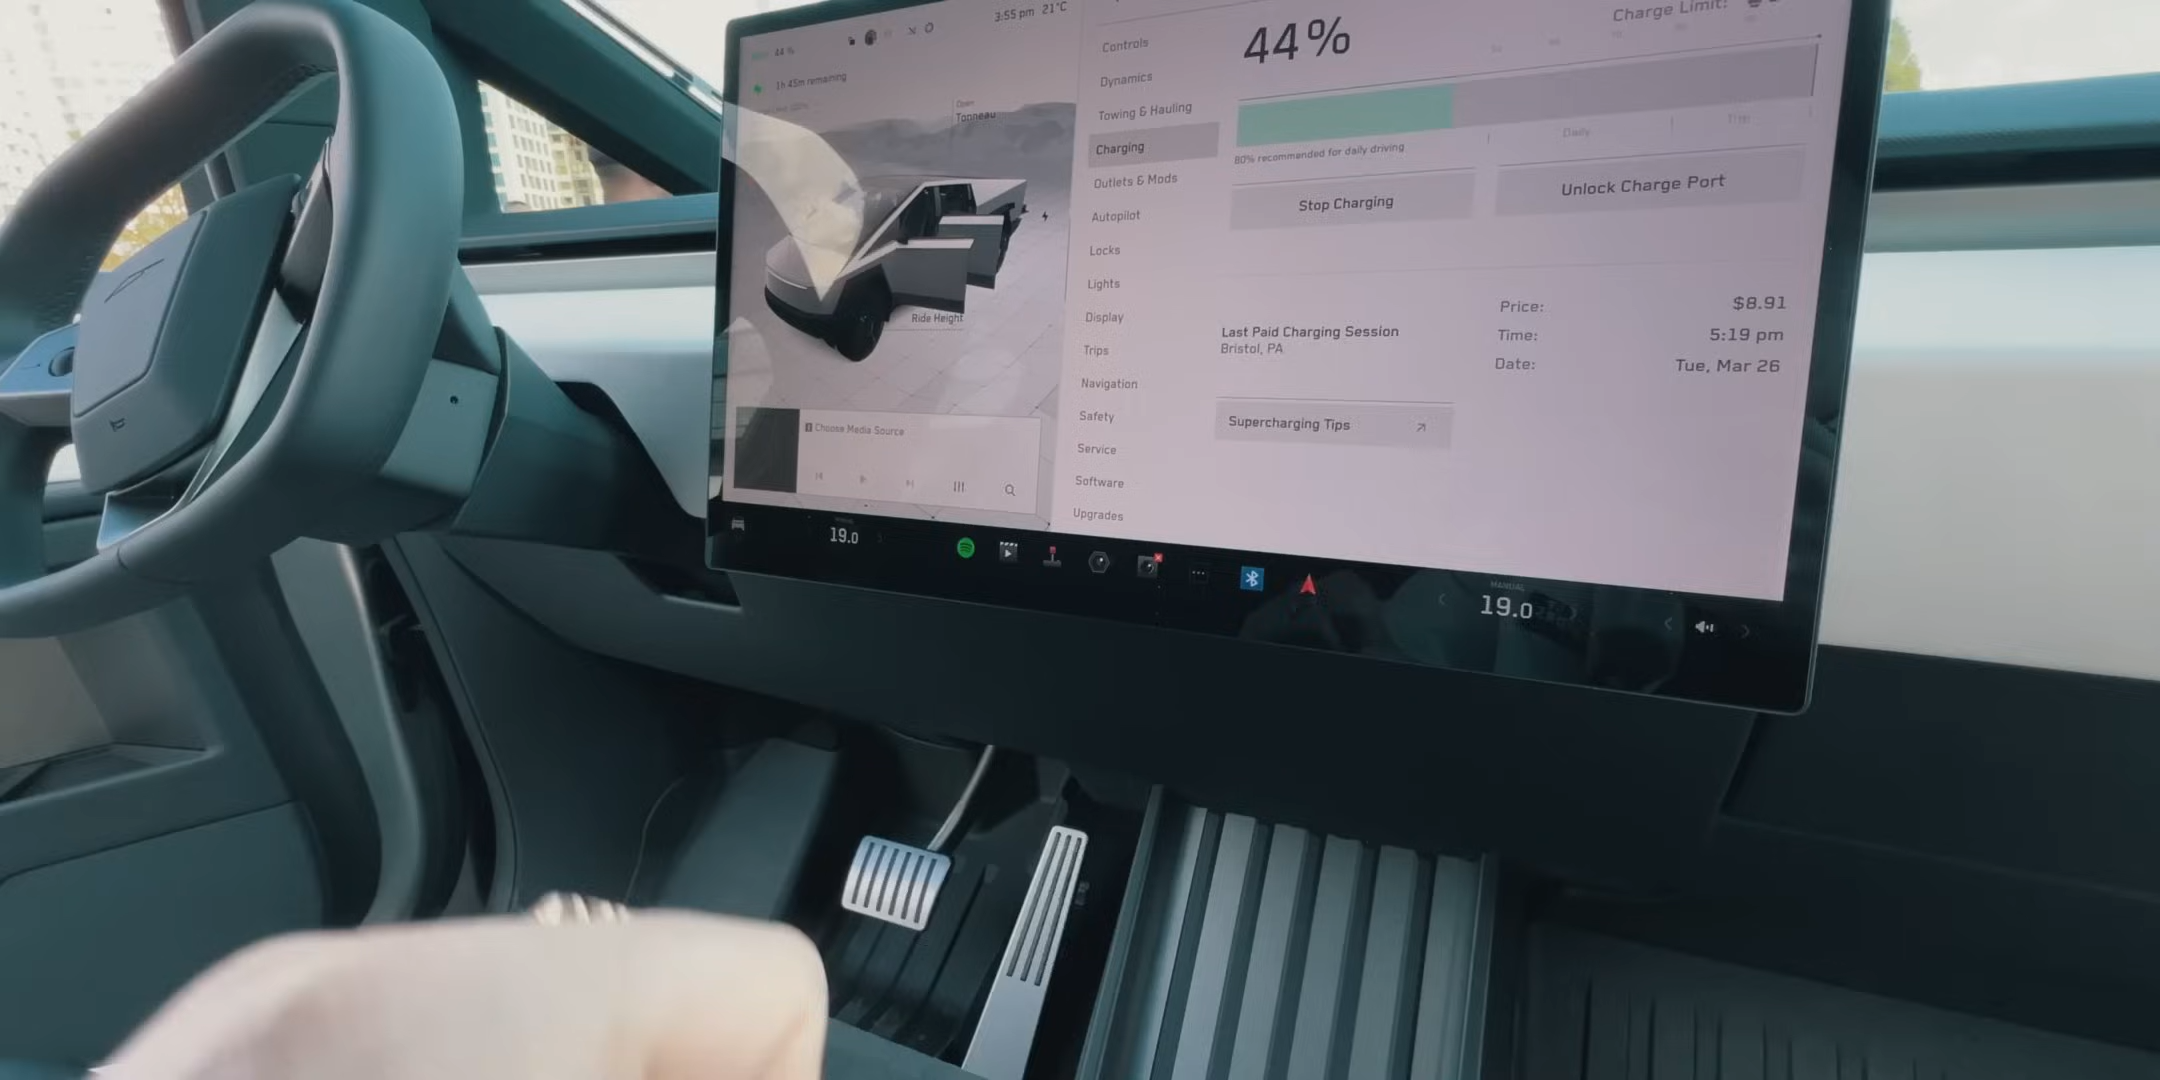 44 %
3:55 pm 21°C
1h 45m remaining
Open
Tonneau
Ride Height
Choose Media Source
Controls
Dynamics
Towing & Hauling
Charging
Outlets & Mods
Autopilot
Locks
Lights
Display
Trips
Navigation
Safety
Service
Software
Upgrades
44%
Charge Limit:
Daily
Trip
80% recommended for daily driving
Stop Charging
Unlock Charge Port
Last Paid Charging Session
Bristol, PA
Price: $8.91
Time: 5:19 pm
Date: Tue, Mar 26
Supercharging Tips
19.0
MANUAL
19.0